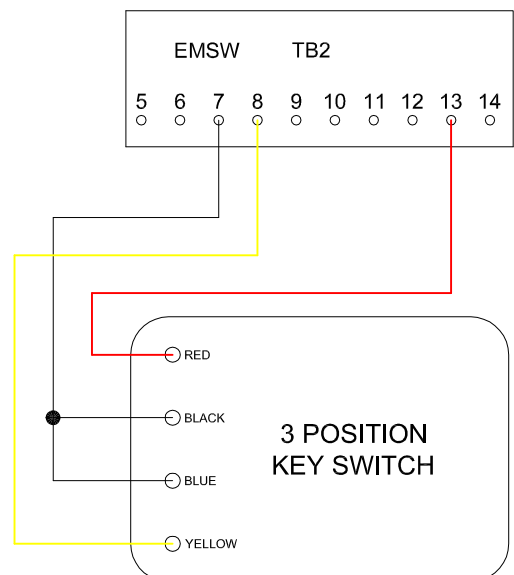 EMSW TB2
5 6 7 8 9 10 11 12 13 14
RED
BLACK
3 POSITION
KEY SWITCH
BLUE
YELLOW